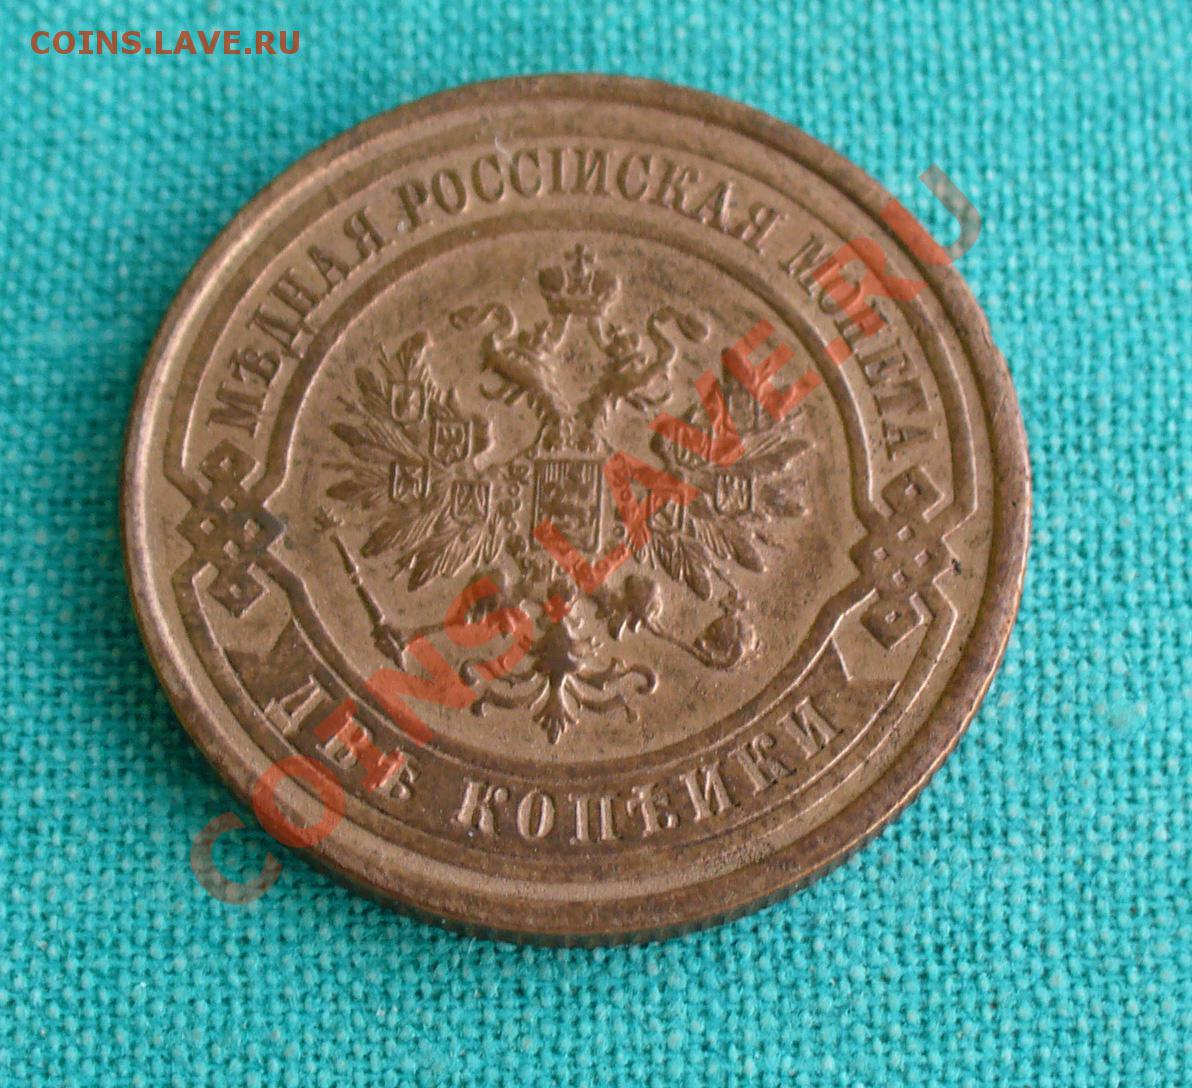 COINS.LAVE.RU
МѢДНАЯ РОССІЙСКАЯ МОНЕТА
ДВѢ КОПѢЙКИ
COINS.LAVE.RU